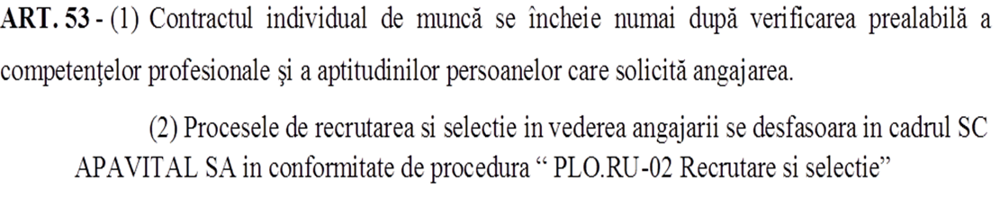 ART. 53 - (1) Contractul individual de muncă se încheie numai după verificarea prealabilă a
competenţelor profesionale şi a aptitudinilor persoanelor care solicită angajarea.
(2) Procesele de recrutarea si selectie in vederea angajarii se desfasoara in cadrul SC
APAVITAL SA in conformitate de procedura “ PLO.RU-02 Recrutare si selectie”